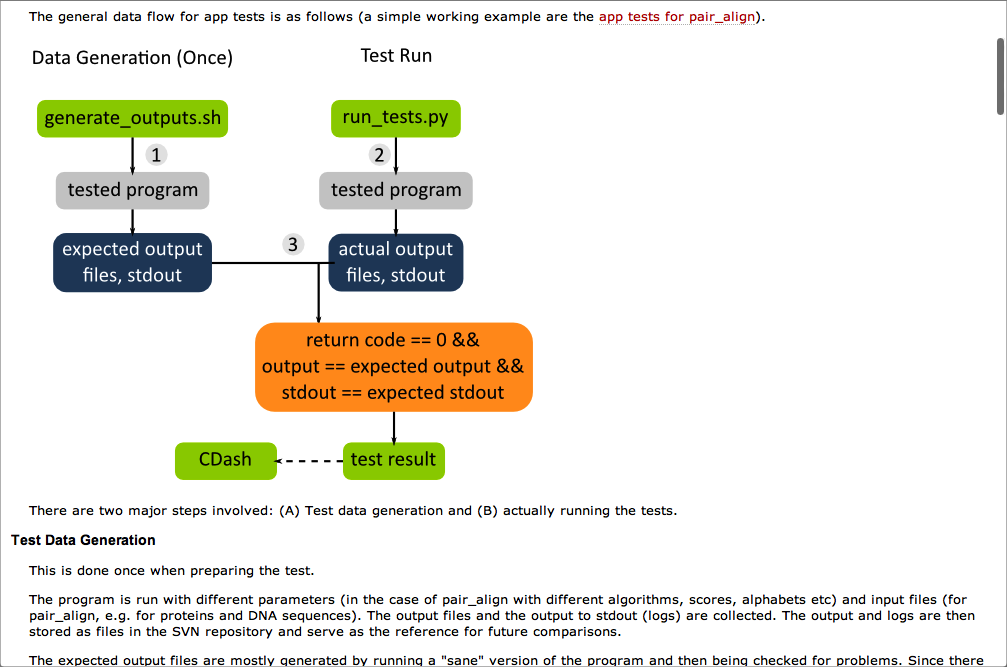 The general data flow for app tests is as follows (a simple working example are the app tests for pair_align).
Data Generation (Once)
Test Run
generate_outputs.sh
run_tests.py
1
2
tested program
tested program
3
expected output
files, stdout
actual output
files, stdout
return code == 0 &&
output == expected output &&
stdout == expected stdout
CDash
test result
There are two major steps involved: (A) Test data generation and (B) actually running the tests.
Test Data Generation
This is done once when preparing the test.
The program is run with different parameters (in the case of pair_align with different algorithms, scores, alphabets etc) and input files (for
pair_align, e.g. for proteins and DNA sequences). The output files and the output to stdout (logs) are collected. The output and logs are then
stored as files in the SVN repository and serve as the reference for future comparisons.
The expected output files are mostly generated by running a "sane" version of the program and then being checked for problems. Since there